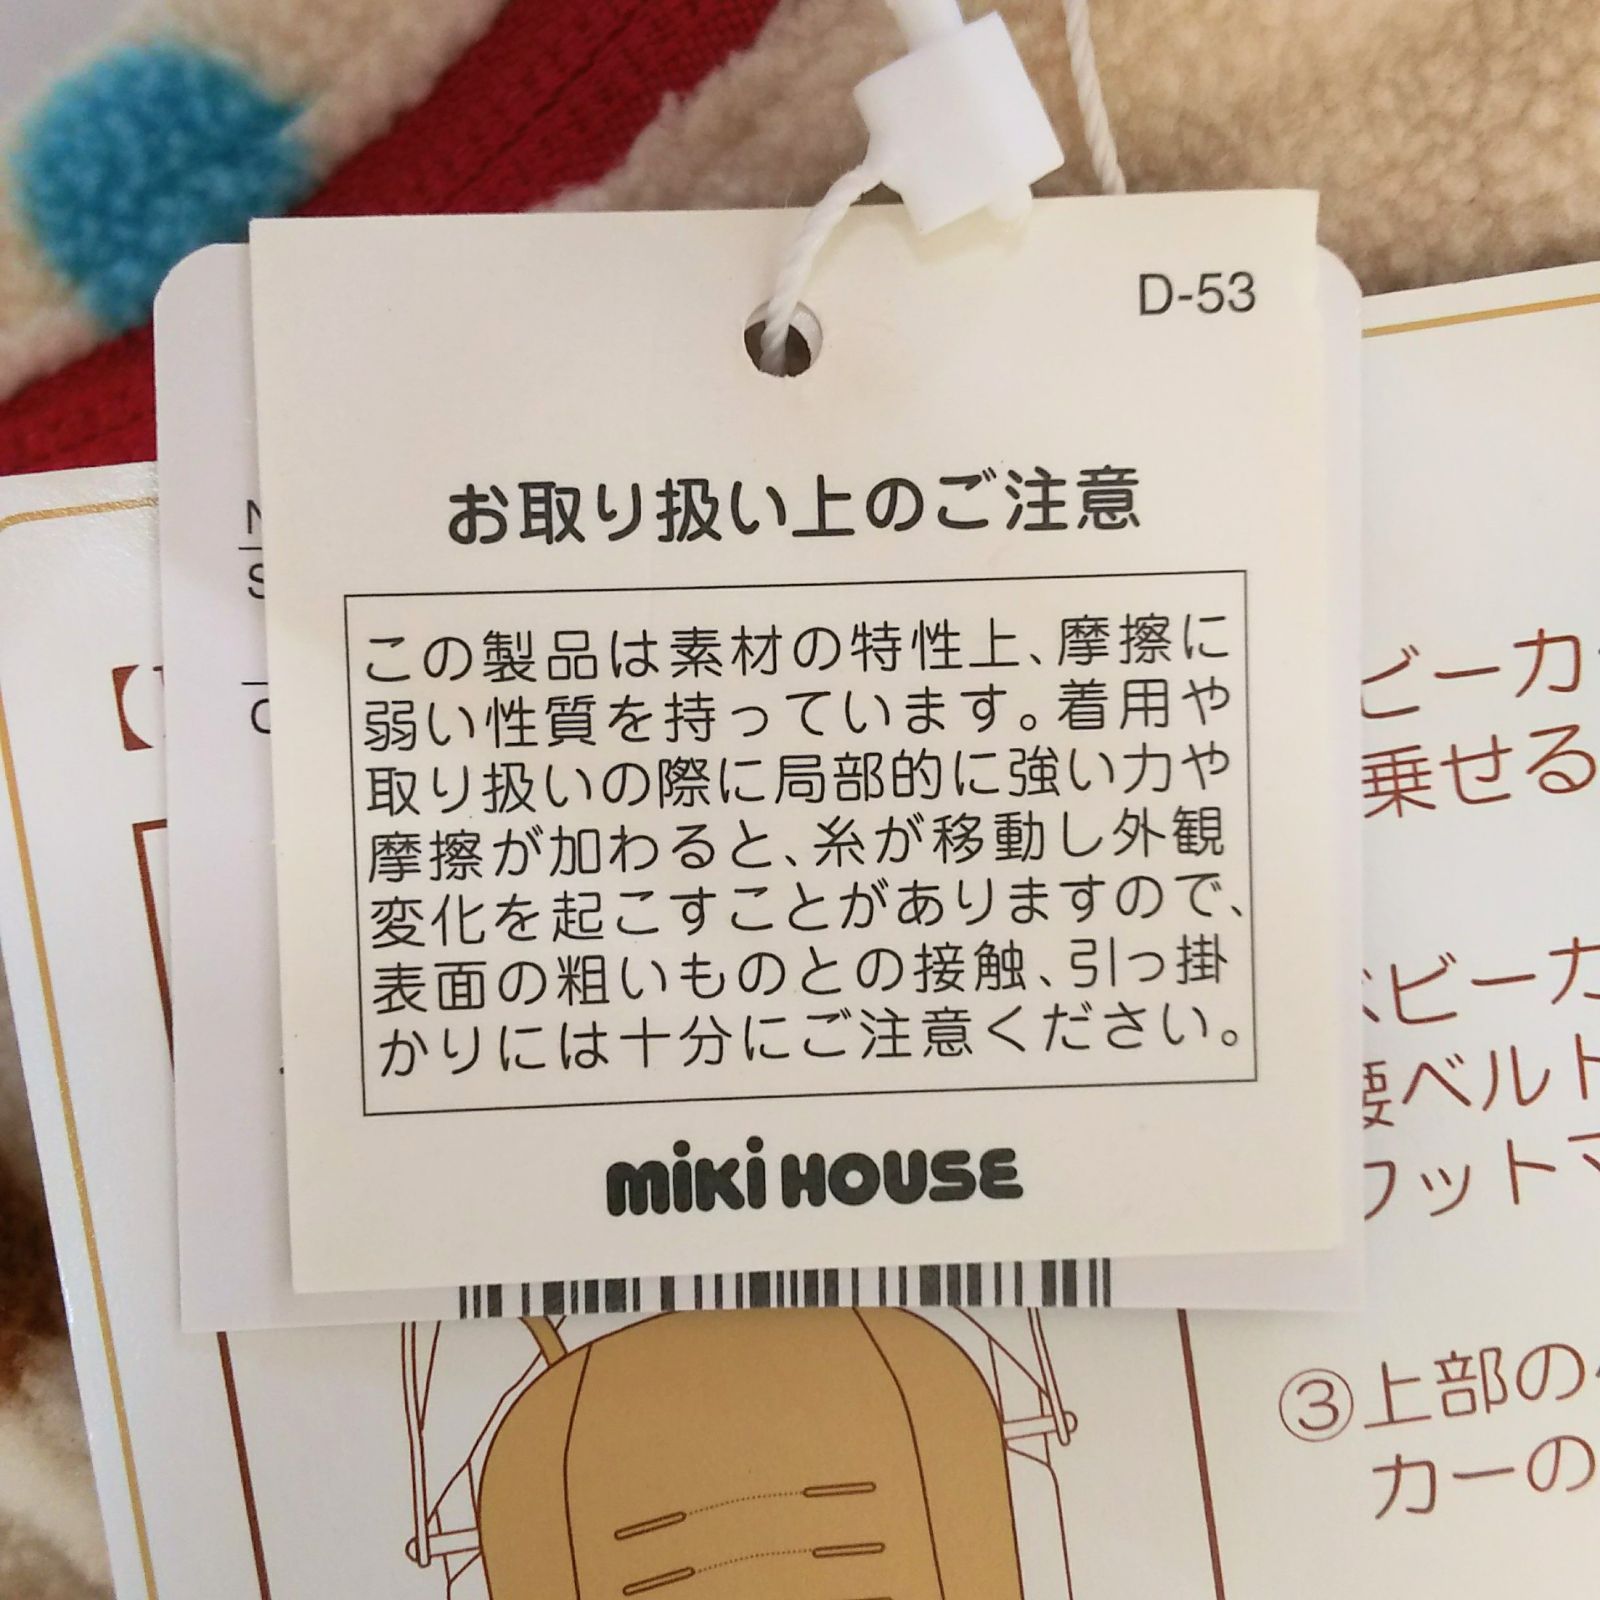 D-53
お取り扱い上のご注意
この製品は素材の特性上、摩擦に
弱い性質を持っています。着用や
取り扱いの際に局部的に強い力や
摩擦が加わると、糸が移動し外観
変化を起こすことがありますので、
表面の粗いものとの接触、引っ掛
かりには十分にご注意ください。
miki HOUSE
ビーカ
乗せる
ベビーカ
腰ベルト
フットマ
③上部の
カーの